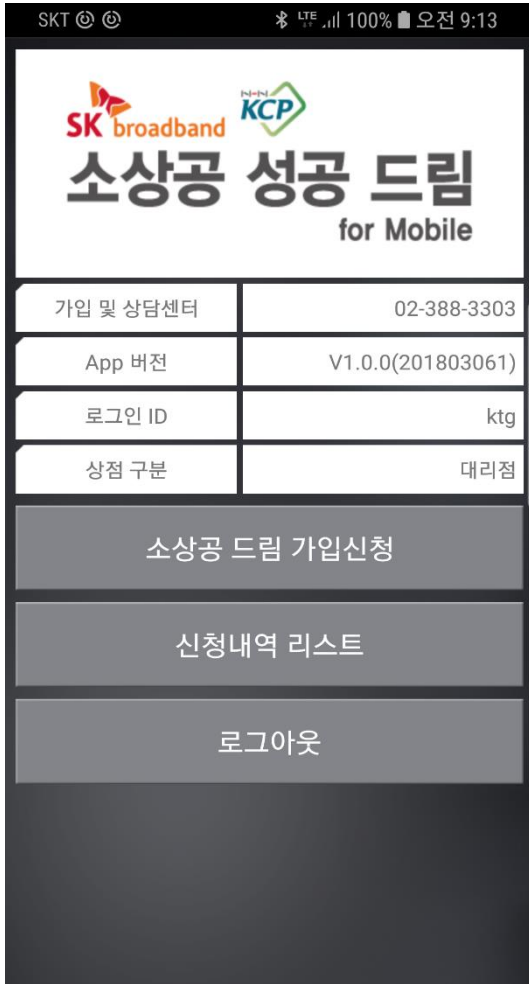 SKT LTE 100% 오전 9:13
SK broadband NHN KCP
소상공 성공 드림
for Mobile
가입 및 상담센터 02-388-3303
App 버전 V1.0.0(201803061)
로그인 ID ktg
상점 구분 대리점
소상공 드림 가입신청
신청내역 리스트
로그아웃